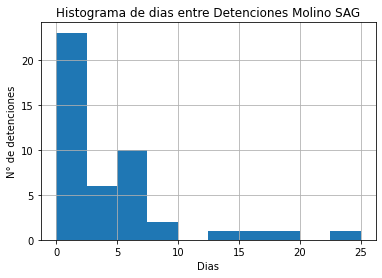 Histograma de dias entre Detenciones Molino SAG
N° de detenciones
20
15
10
5
0
0 5 10 15 20 25
Dias